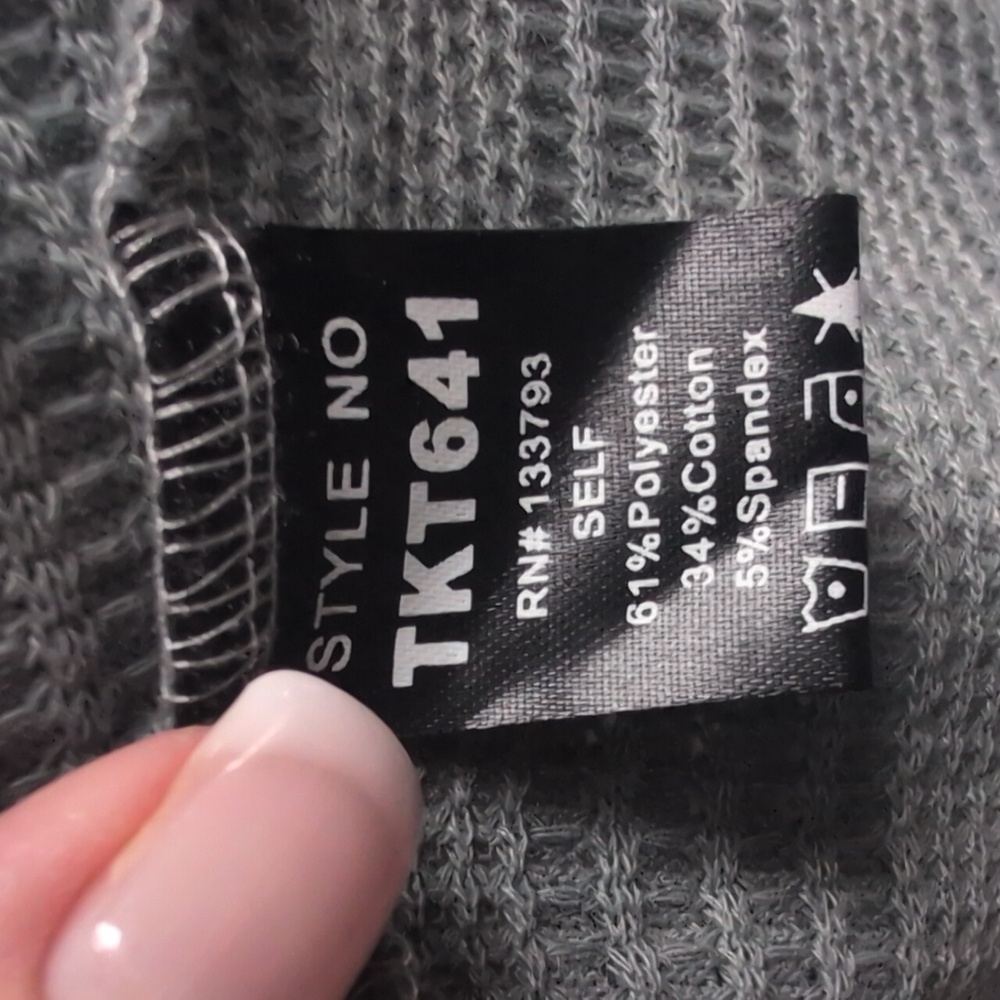 STYLE NO
TKT641
RN#133793
SELF
61%Polyester
34%Cotton
5%Spandex